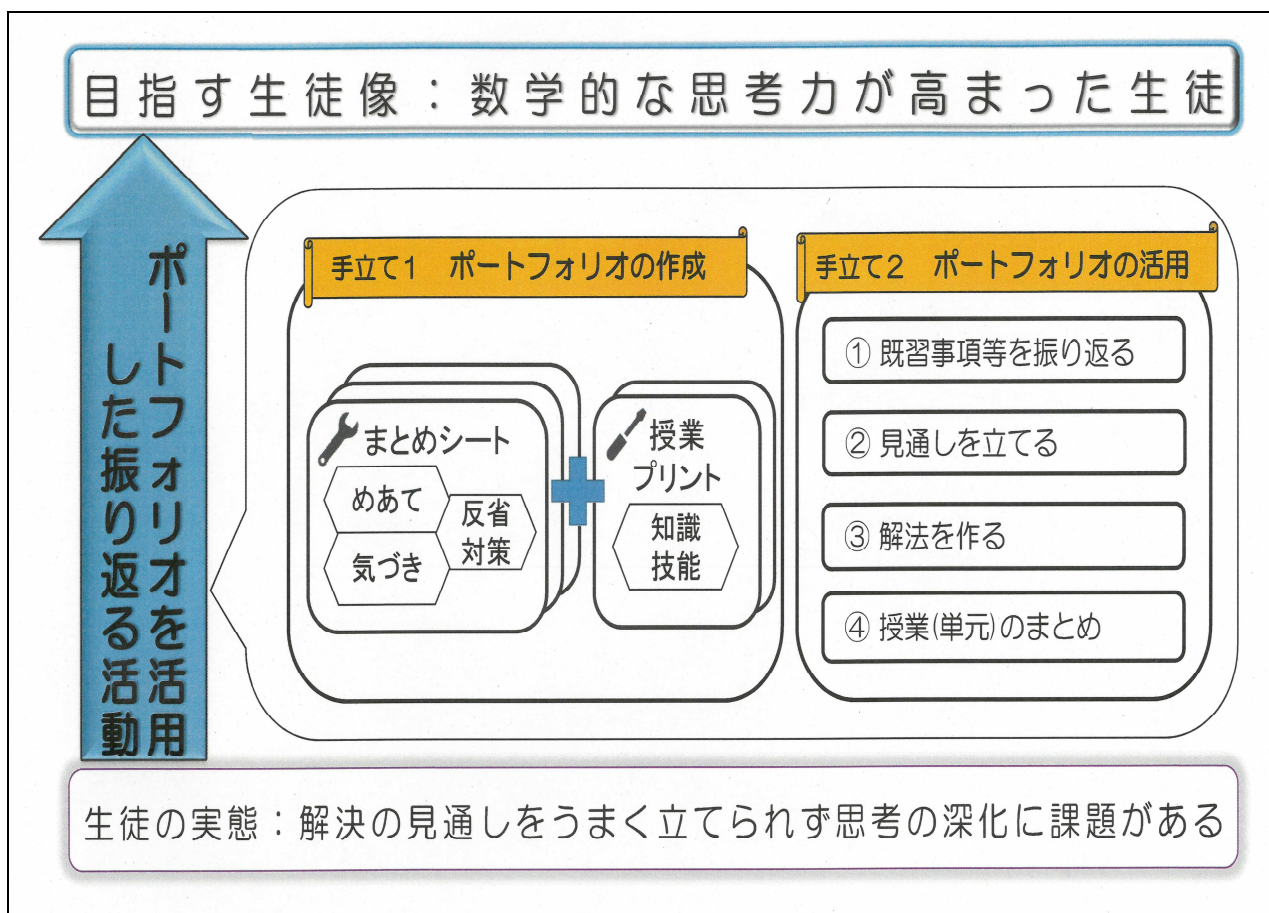 目指す生徒像：数学的な思考力が高まった生徒
ポートフォリオを活用
した振り返る活動
手立て1　ポートフォリオの作成
まとめシート
めあて
気づき
反省
対策
授業
プリント
知識
技能
手立て2　ポートフォリオの活用
① 既習事項等を振り返る
② 見通しを立てる
③ 解法を作る
④ 授業(単元)のまとめ
生徒の実態：解決の見通しをうまく立てられず思考の深化に課題がある